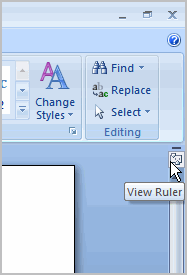 Find
Replace
Change
Styles
Select
Editing
View Ruler